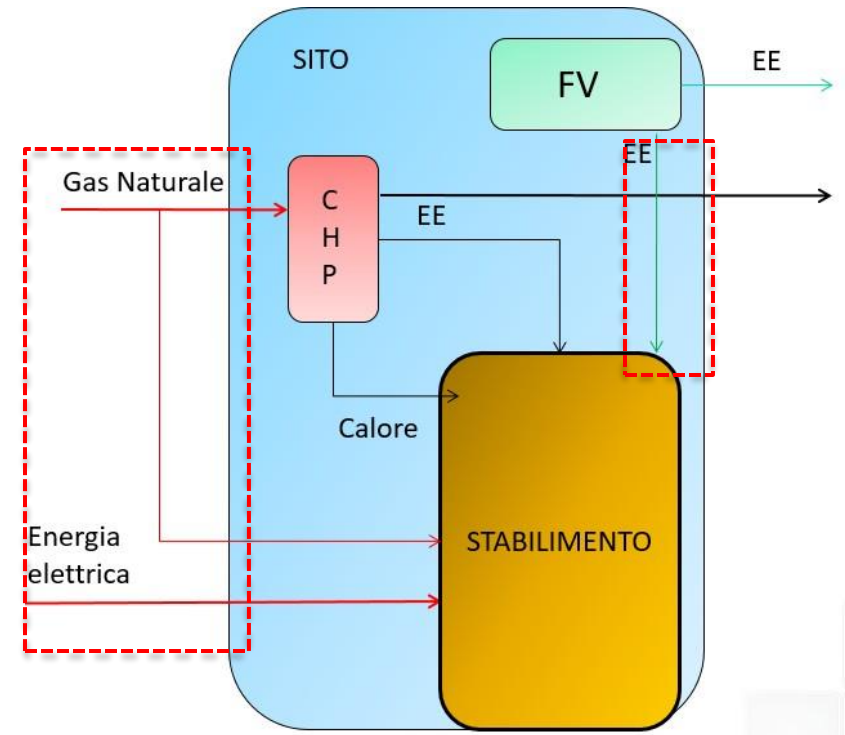 SITO
EE
FV
EE
Gas Naturale
C
H
P
EE
Calore
Energia
elettrica
STABILIMENTO